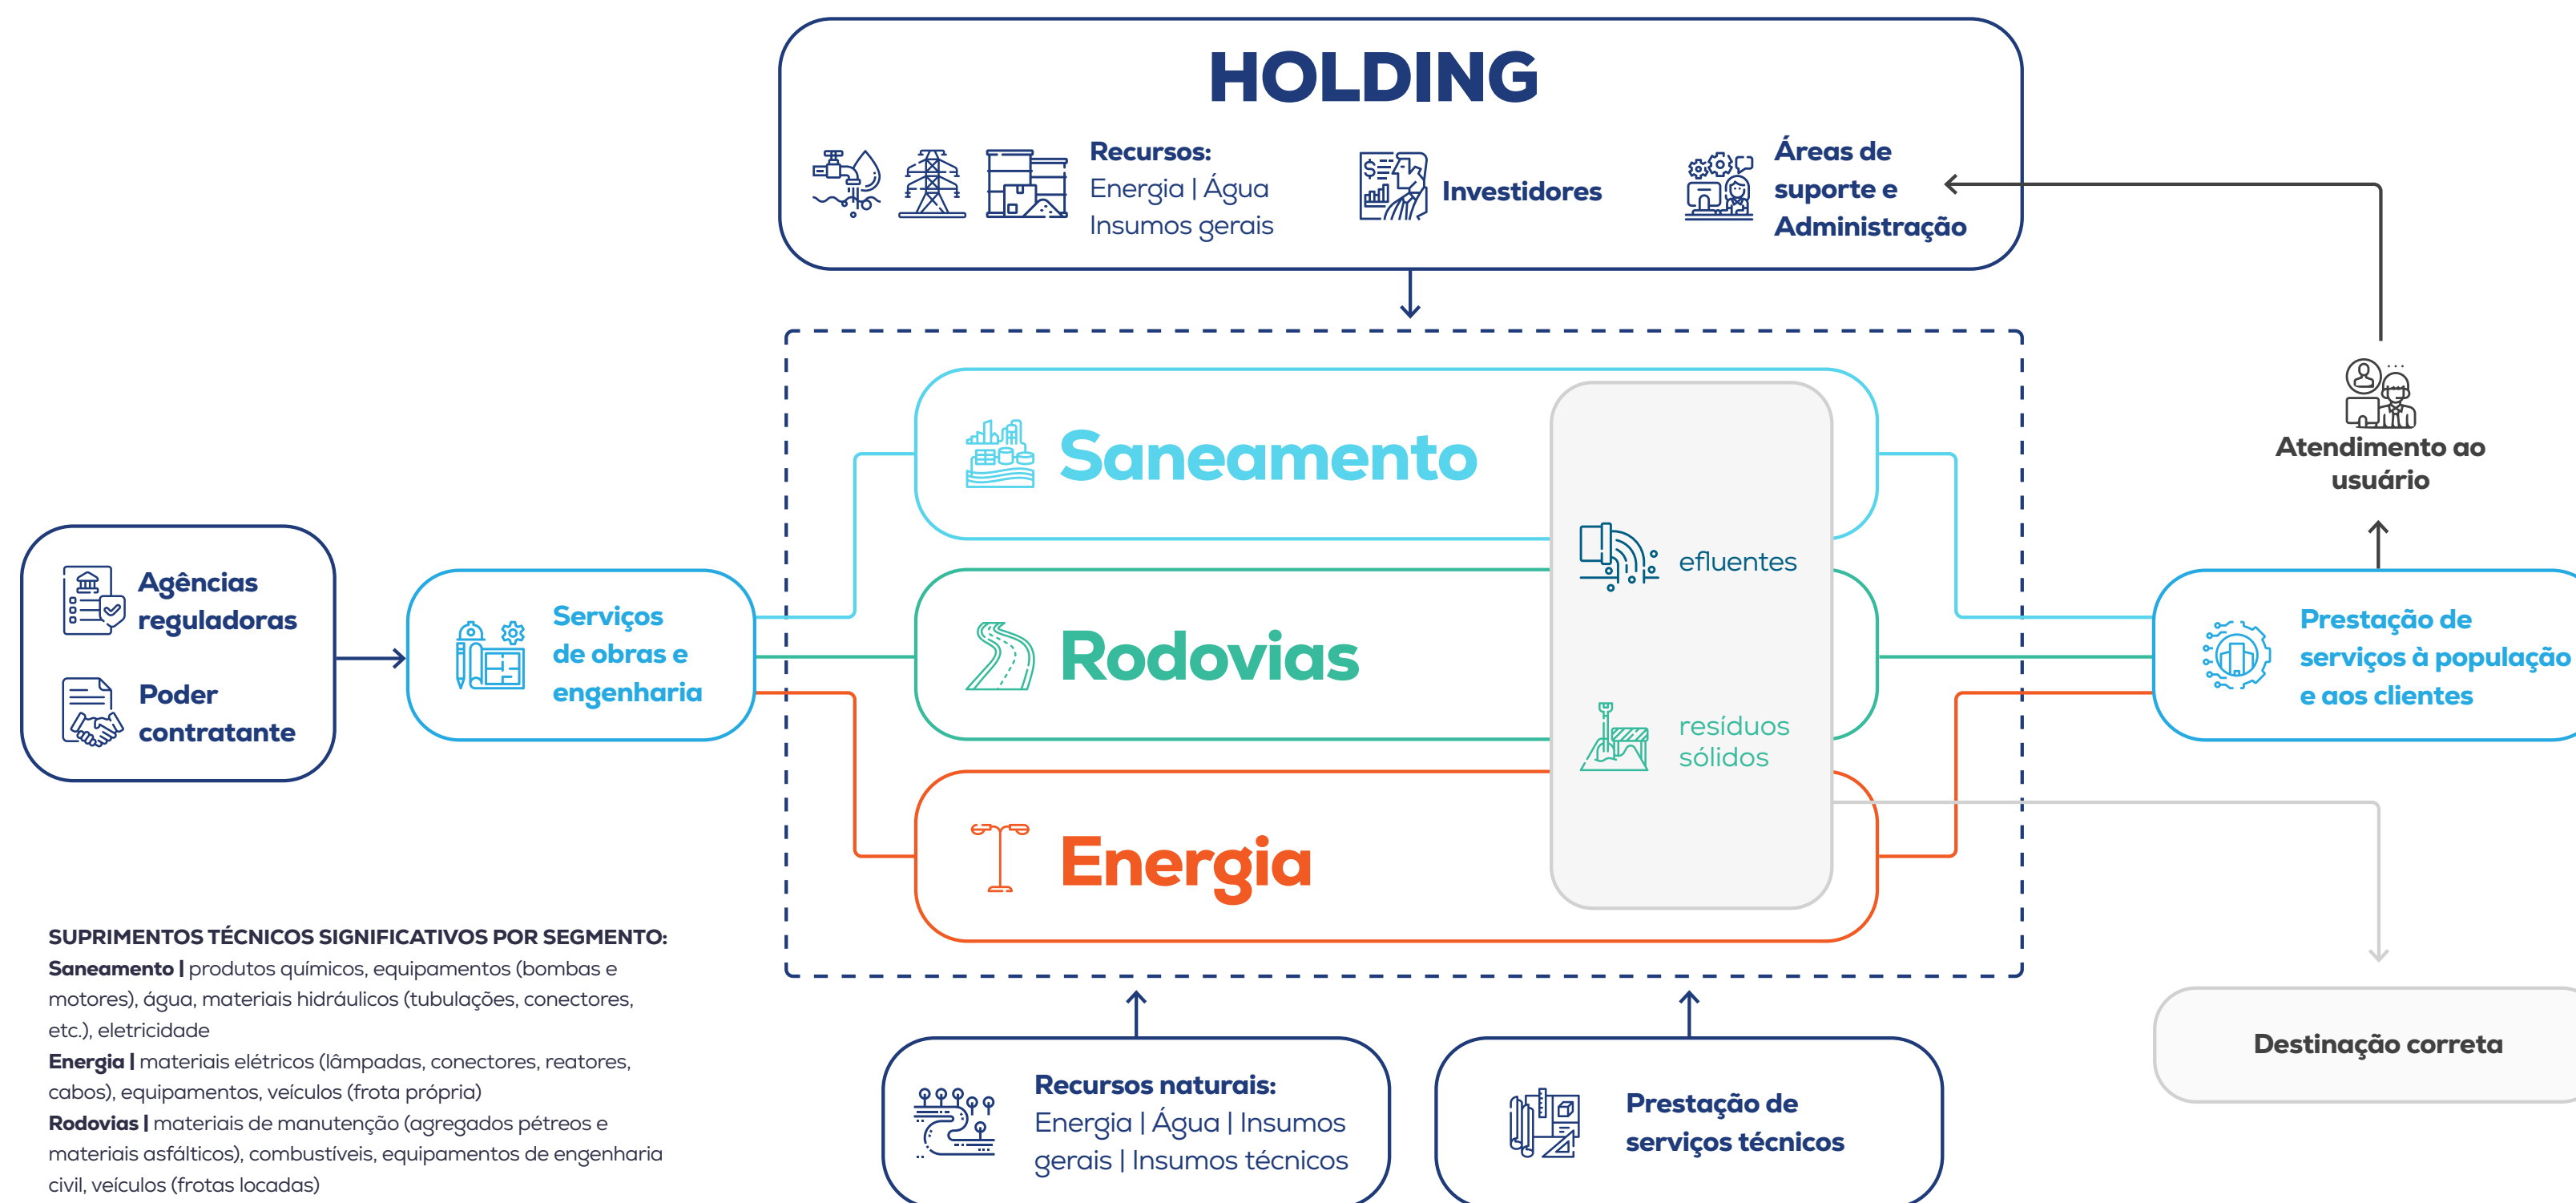 HOLDING
Recursos:
Energia | Água
Insumos gerais
Investidores
Áreas de
suporte e
Administração
Saneamento
Rodovias
Energia
efluentes
resíduos
sólidos
Agências
reguladoras
Poder
contratante
Serviços
de obras e
engenharia
Atendimento ao
usuário
Prestação de
serviços à população
e aos clientes
Destinação correta
SUPRIMENTOS TÉCNICOS SIGNIFICATIVOS POR SEGMENTO:
Saneamento | produtos químicos, equipamentos (bombas e
motores), água, materiais hidráulicos (tubulações, conectores,
etc.), eletricidade
Energia | materiais elétricos (lâmpadas, conectores, reatores,
cabos), equipamentos, veículos (frota própria)
Rodovias | materiais de manutenção (agregados pétreos e
materiais asfálticos), combustíveis, equipamentos de engenharia
civil, veículos (frotas locadas)
Recursos naturais:
Energia | Água | Insumos
gerais | Insumos técnicos
Prestação de
serviços técnicos